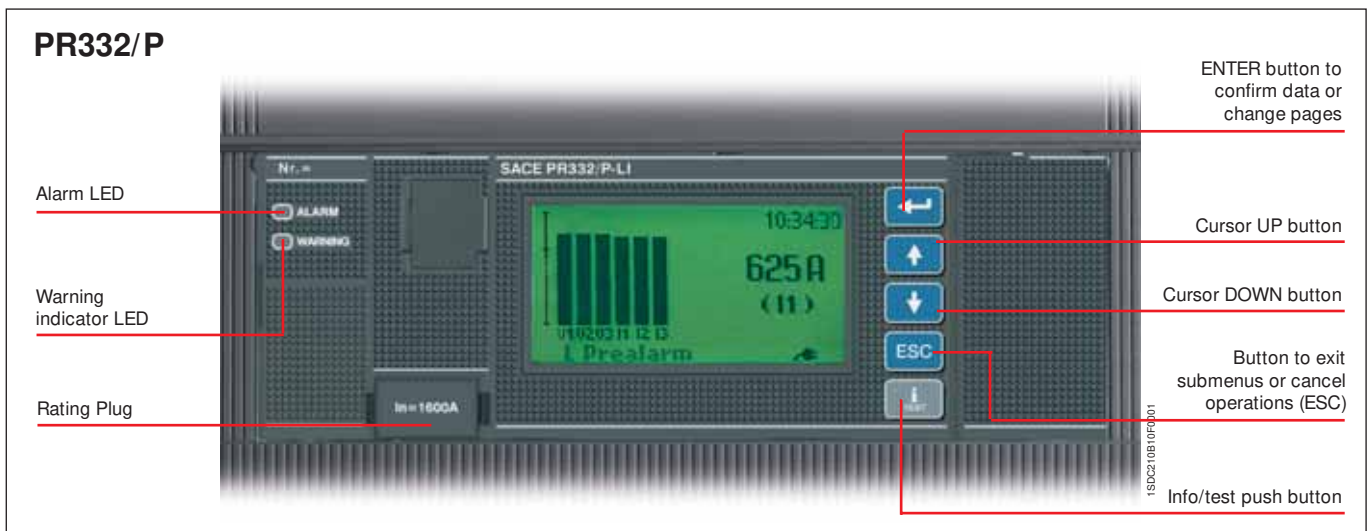 PR332/P
ENTER button to
confirm data or
change pages
Nr.=
SACE PR332/P-LI
Alarm LED
ALARM
WARNING
10:34:30
Cursor UP button
625A
(I1)
Cursor DOWN button
Warning
indicator LED
I1 I2 I3
L Prealarm
ESC
Button to exit
submenus or cancel
operations (ESC)
Rating Plug
In=1600A
i
TEST
1SDC210B10F0001
Info/test push button